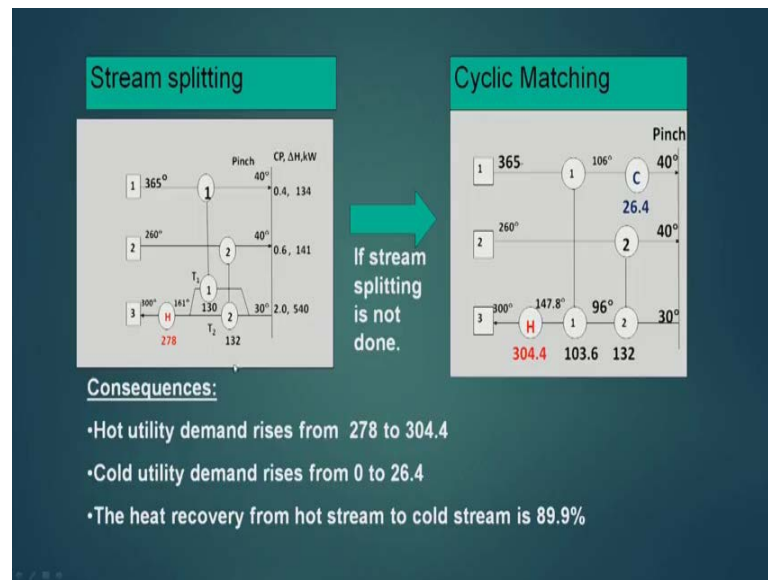 Stream splitting
Pinch CP, ΔH,kW
1 365° 1 40° 0.4, 134
2 260° 2 40° 0.6, 141
T1 1
3 300° H 161° 130 2 30° 2.0, 540
T2
278 132
If stream
splitting
is not
done.
Cyclic Matching
Pinch
1 365 1 106° C 40°
26.4
2 260° 2 40°
3 300° H 147.8° 1 96° 2 30°
304.4 103.6 132
Consequences:
•Hot utility demand rises from 278 to 304.4
•Cold utility demand rises from 0 to 26.4
•The heat recovery from hot stream to cold stream is 89.9%